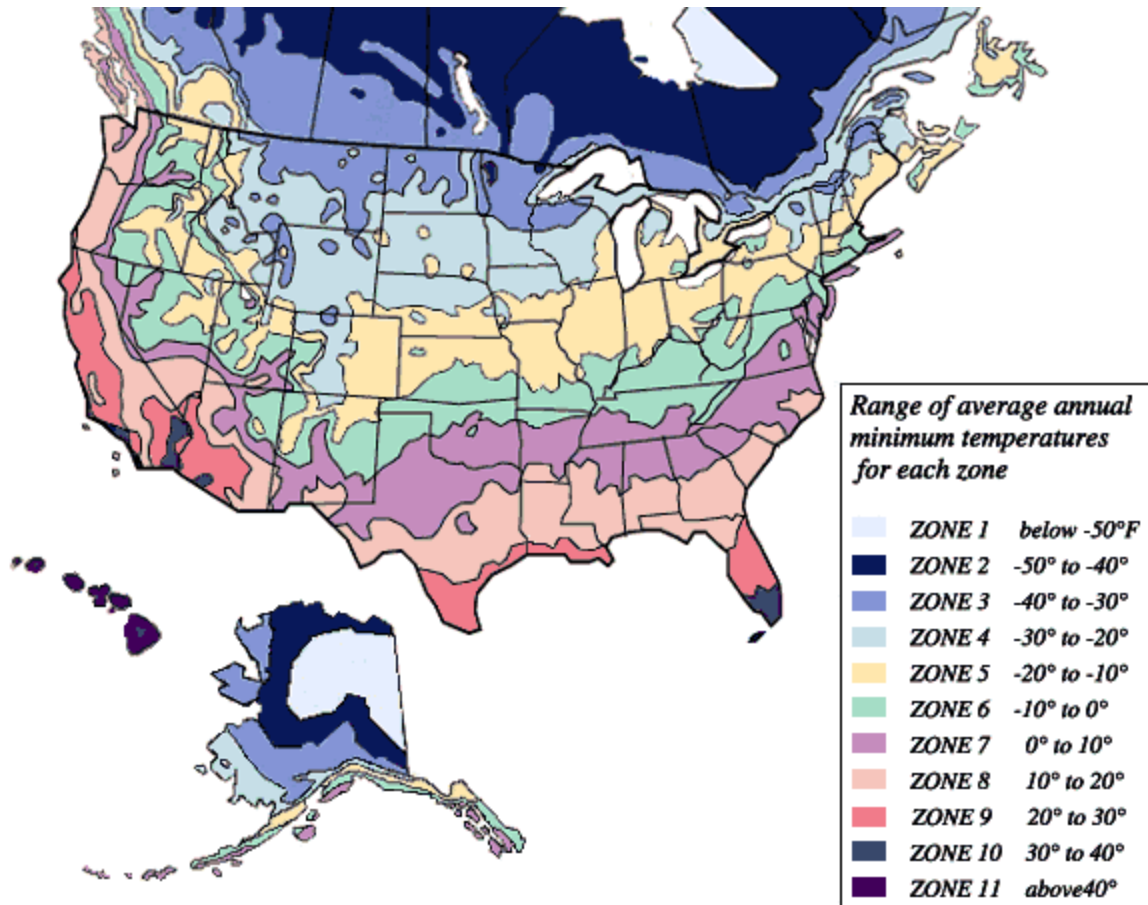 Range of average annual
minimum temperatures
for each zone
ZONE 1 below -50°F
ZONE 2 -50° to -40°
ZONE 3 -40° to -30°
ZONE 4 -30° to -20°
ZONE 5 -20° to -10°
ZONE 6 -10° to 0°
ZONE 7 0° to 10°
ZONE 8 10° to 20°
ZONE 9 20° to 30°
ZONE 10 30° to 40°
ZONE 11 above40°